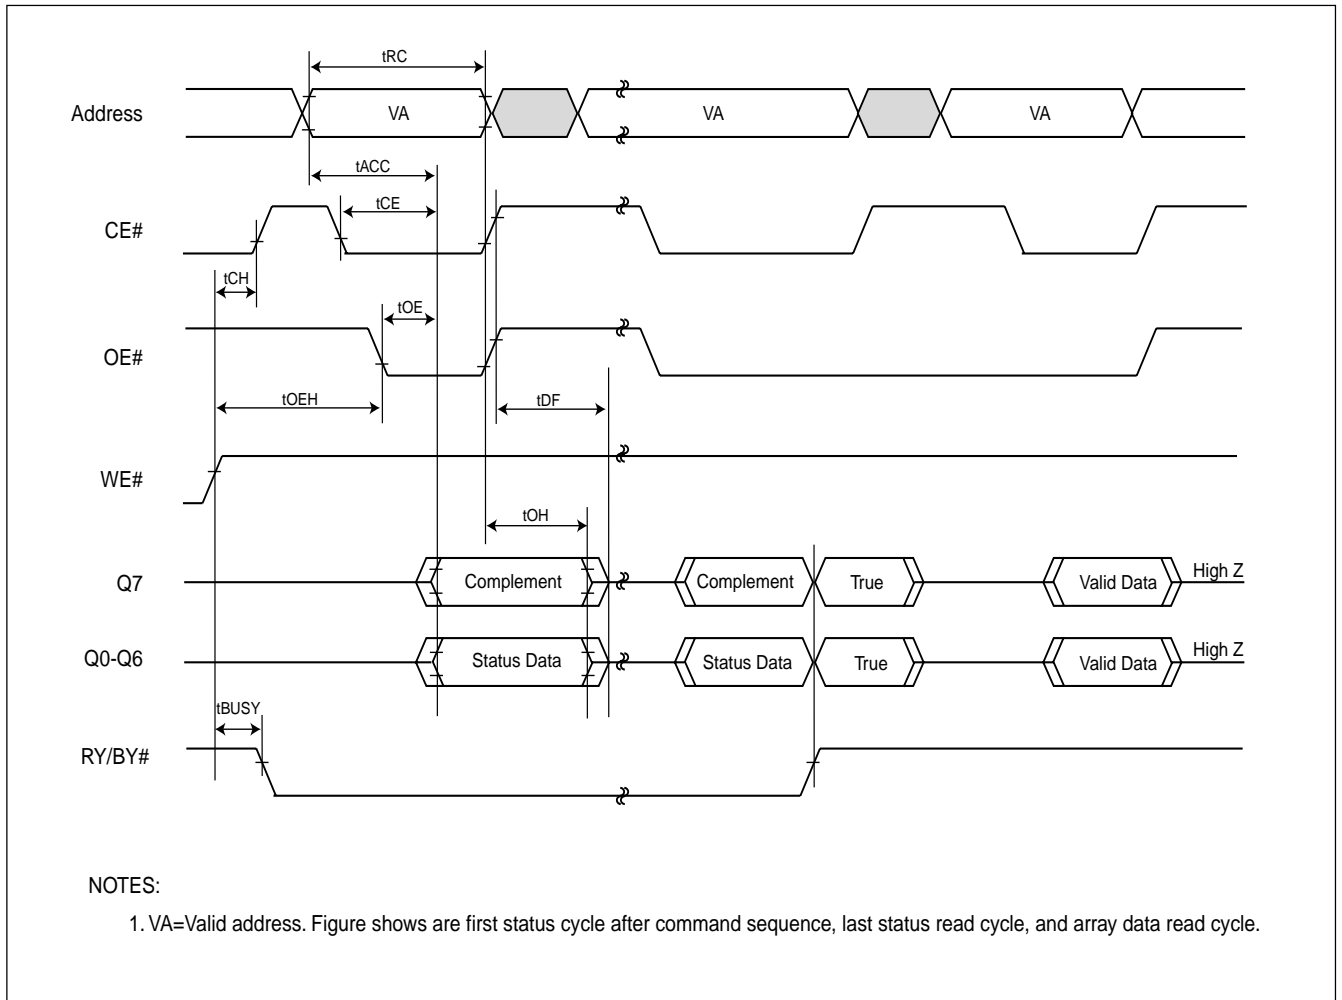 tRC
Address VA VA VA
tACC
tCE
CE#
tCH
tOE
OE#
tOEH tDF
WE#
tOH
Q7 Complement Complement True Valid Data High Z
Q0-Q6 Status Data Status Data True Valid Data High Z
tBUSY
RY/BY#
NOTES:
1. VA=Valid address. Figure shows are first status cycle after command sequence, last status read cycle, and array data read cycle.